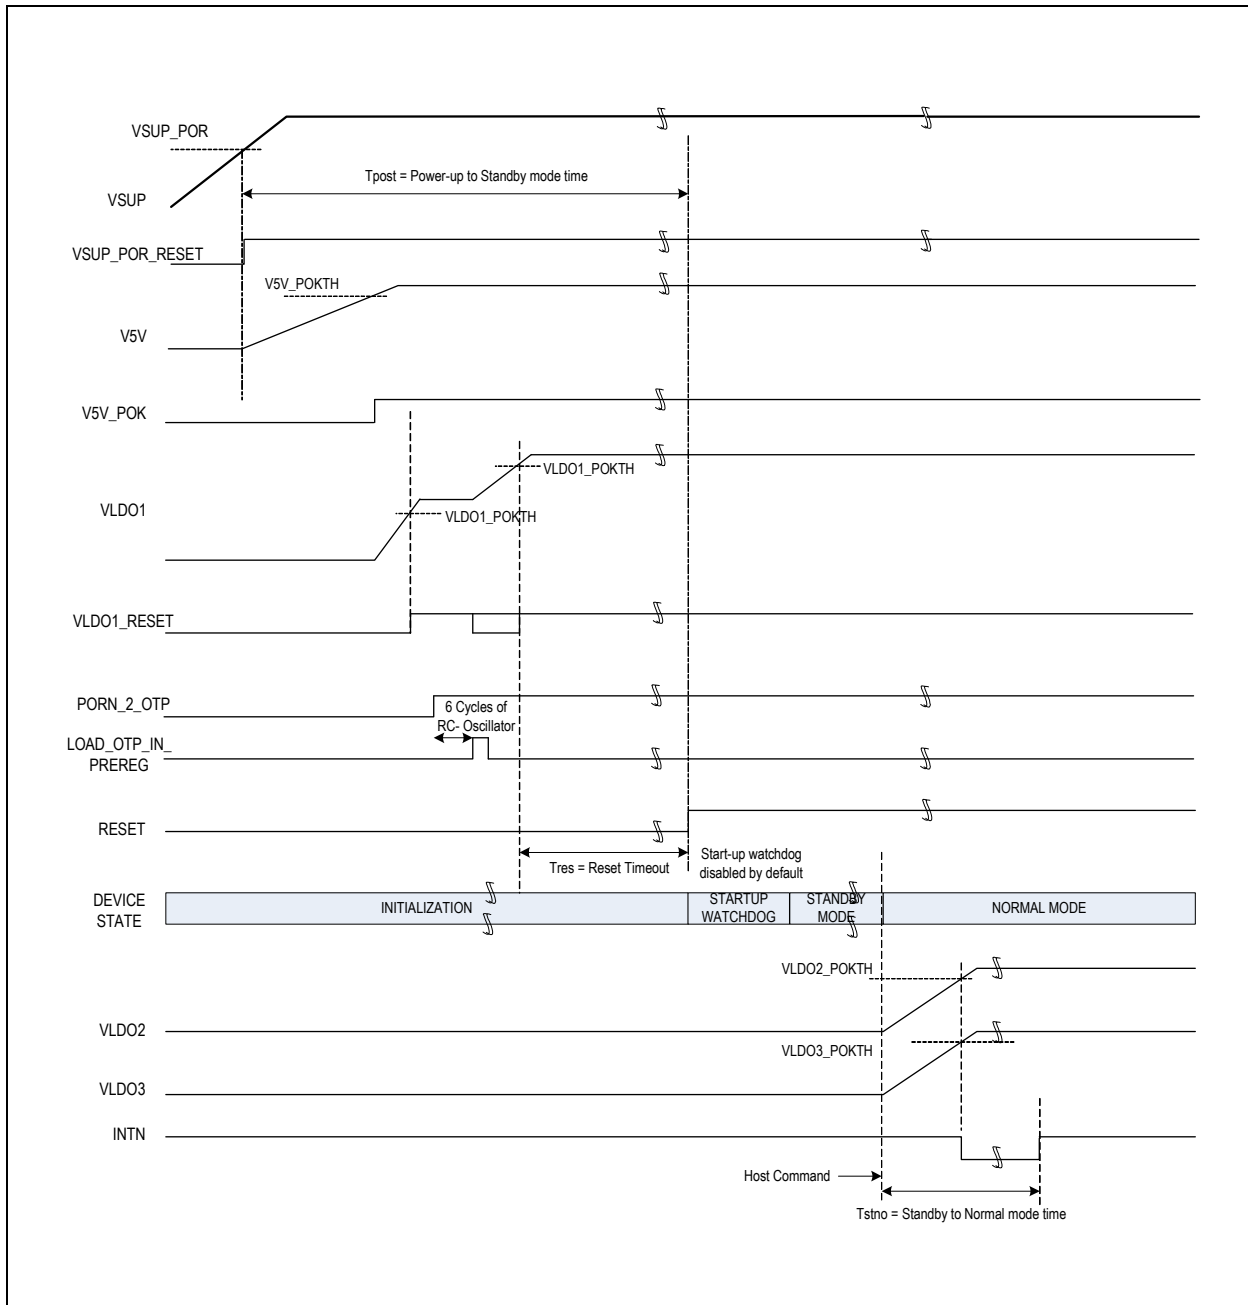 VSUP_POR
Tpost = Power-up to Standby mode time
VSUP
VSUP_POR_RESET
V5V_POKTH
V5V
V5V_POK
VLDO1_POKTH
VLDO1
VLDO1_POKTH
VLDO1_RESET
PORN_2_OTP
6 Cycles of
RC- Oscillator
LOAD_OTP_IN_
PREREG
RESET
Tres = Reset Timeout
Start-up watchdog
disabled by default
DEVICE
STATE
INITIALIZATION
STARTUP
WATCHDOG
STANDBY
MODE
NORMAL MODE
VLDO2_POKTH
VLDO2
VLDO3_POKTH
VLDO3
INTN
Host Command
Tstno = Standby to Normal mode time